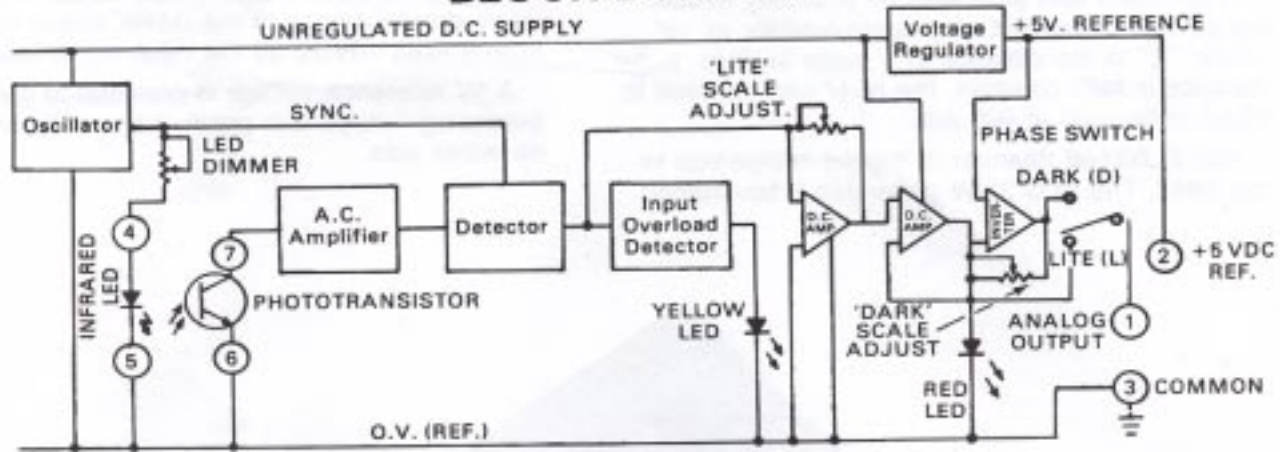 UNREGULATED D.C. SUPPLY
Voltage
Regulator
+5V. REFERENCE
'LITE'
SCALE
ADJUST.
Oscillator
SYNC.
LED
DIMMER
PHASE SWITCH
DARK (D)
A.C.
Amplifier
Detector
Input
Overload
Detector
D.C.
AMP.
D.C.
AMP.
INVER-
TER
4
7
INFRARED
LED
PHOTOTRANSISTOR
LITE (L)
2
+5 VDC
REF.
YELLOW
LED
'DARK'
SCALE
ADJUST
ANALOG
OUTPUT
1
5
6
RED
LED
3
COMMON
O.V. (REF.)